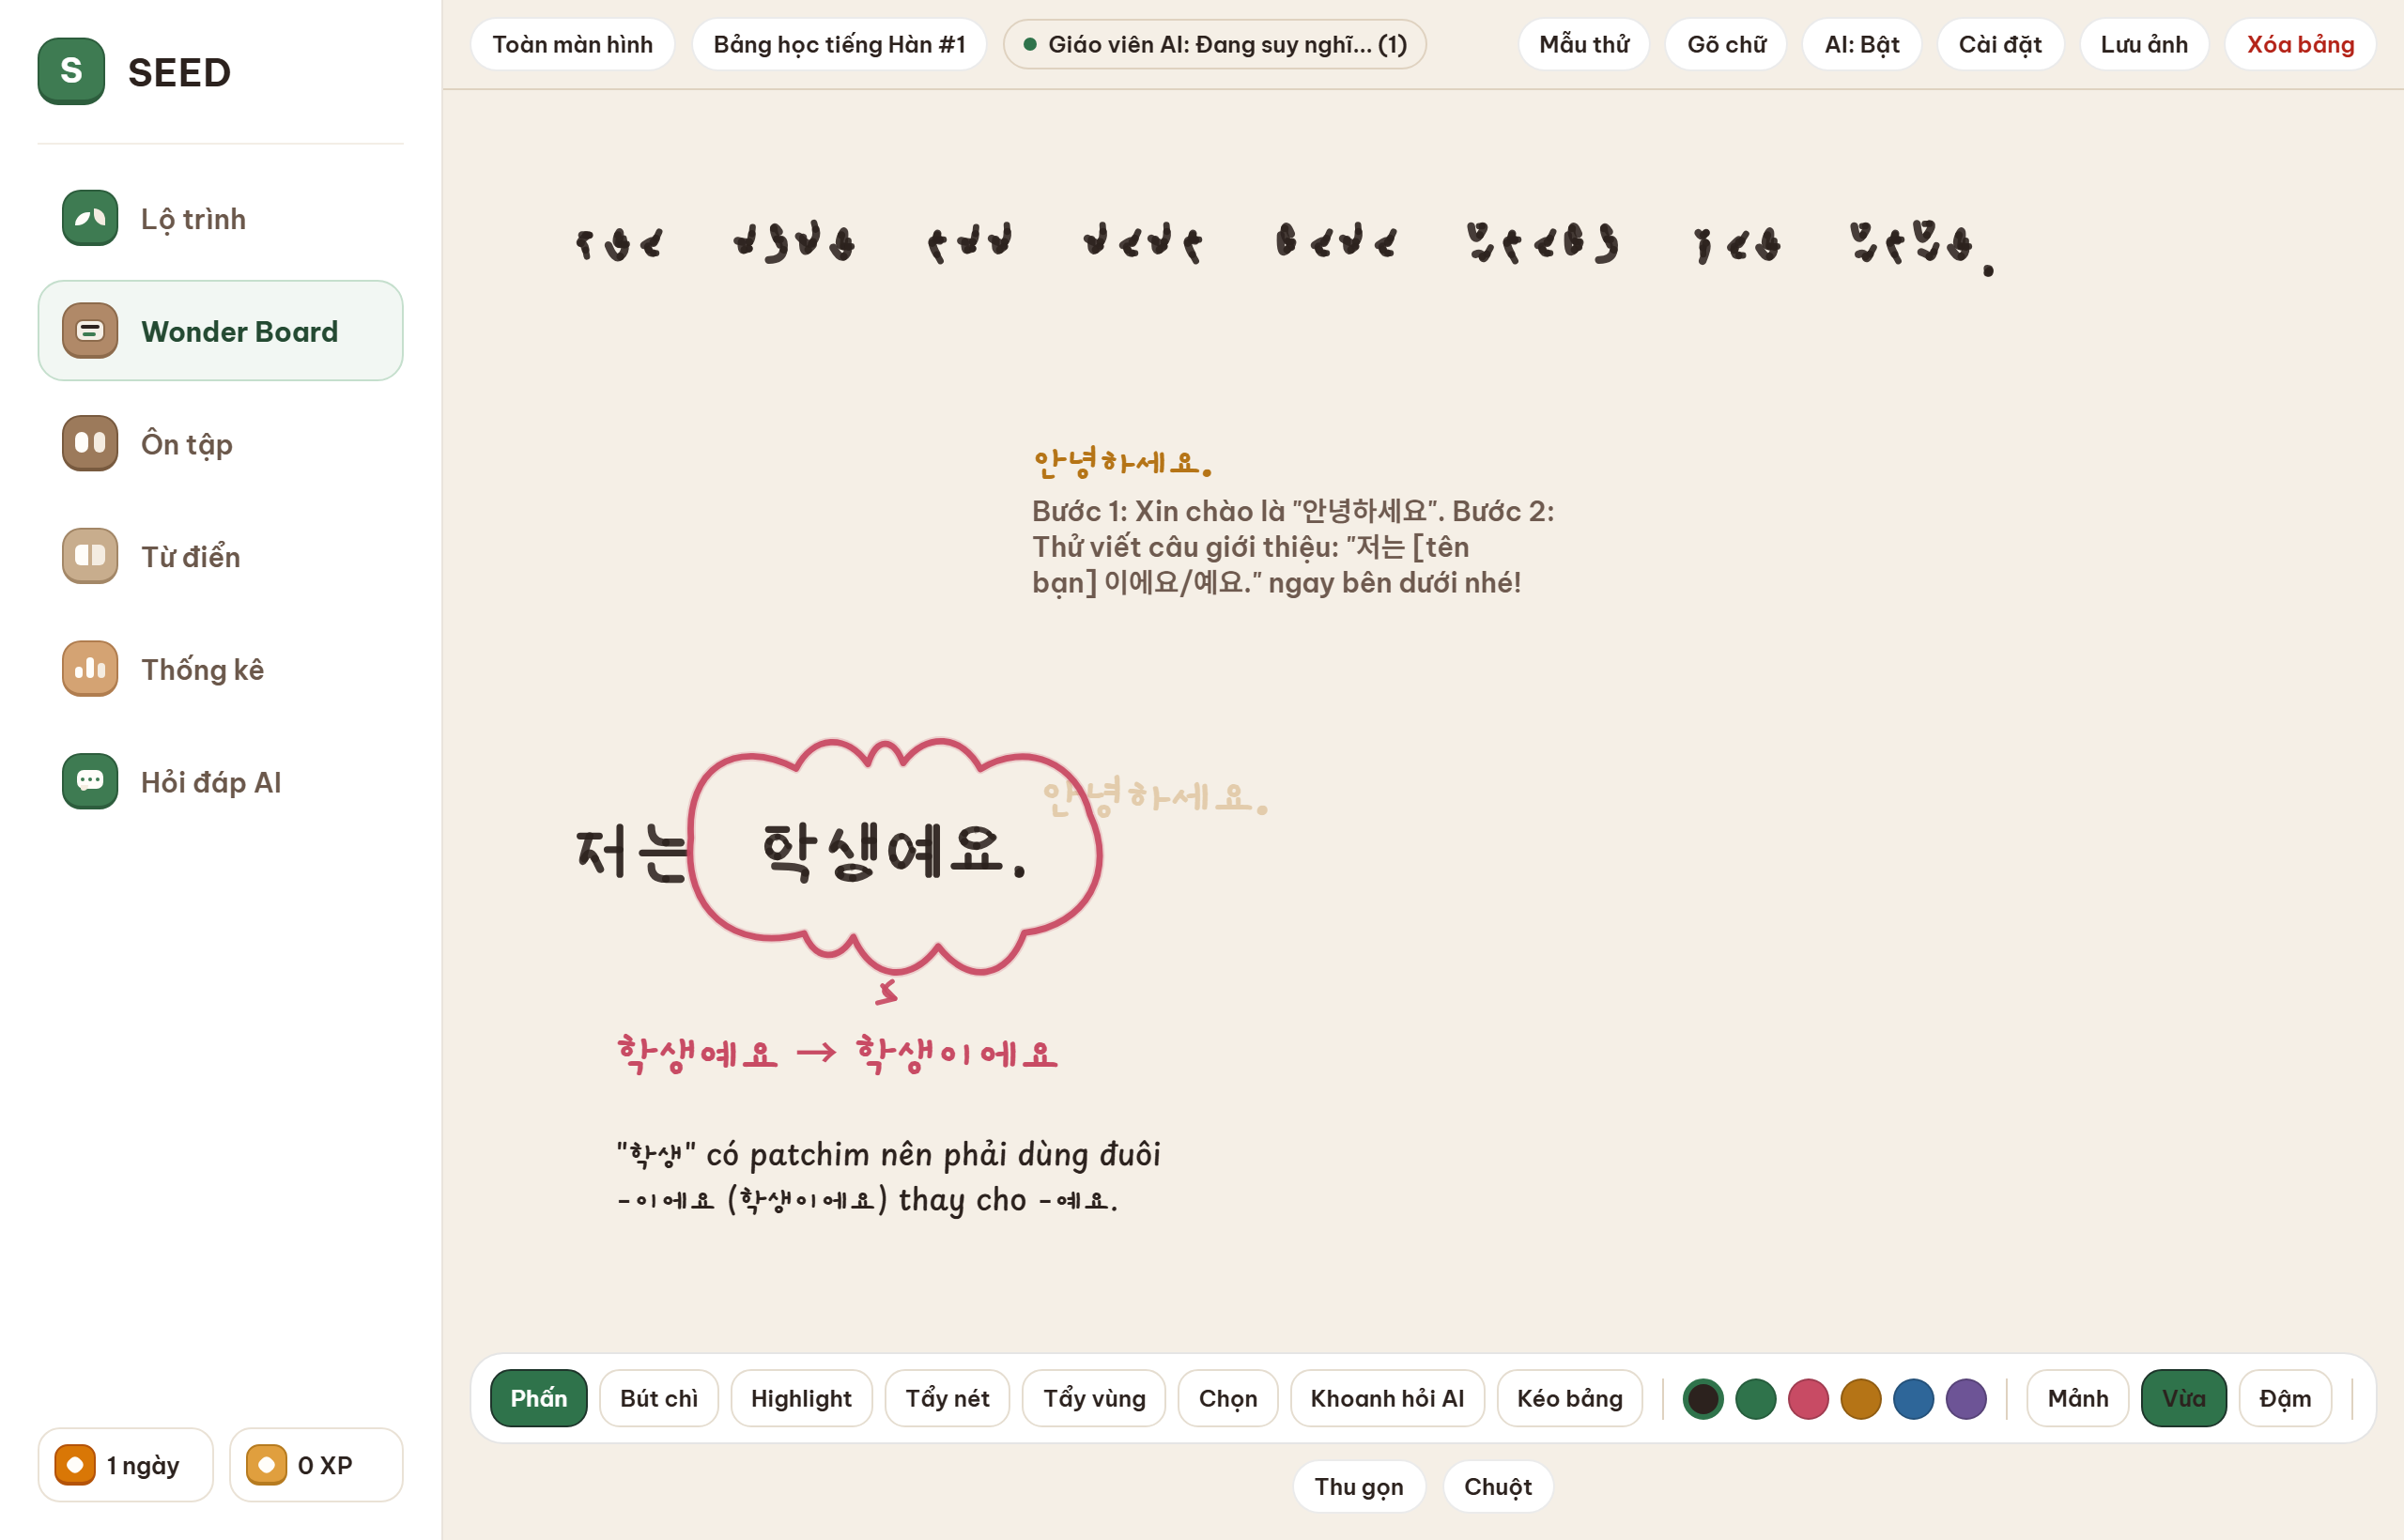 S SEED
Toàn màn hình
Bảng học tiếng Hàn #1
Giáo viên AI: Đang suy nghĩ... (1)
Mẫu thử
Gõ chữ
AI: Bật
Cài đặt
Lưu ảnh
Xóa bảng
Lộ trình
Wonder Board
Ôn tập
Từ điển
Thống kê
Hỏi đáp AI
1 ngày
0 XP
안녕하세요.
Bước 1: Xin chào là "안녕하세요". Bước 2:
Thử viết câu giới thiệu: "저는 [tên
bạn] 이에요/예요." ngay bên dưới nhé!
안녕하세요.
저는 학생예요.
학생예요 → 학생이에요
"학생" có patchim nên phải dùng đuôi
-이에요 (학생이에요) thay cho -예요.
Phấn
Bút chì
Highlight
Tẩy nét
Tẩy vùng
Chọn
Khoanh hỏi AI
Kéo bảng
Mảnh
Vừa
Đậm
Thu gọn
Chuột